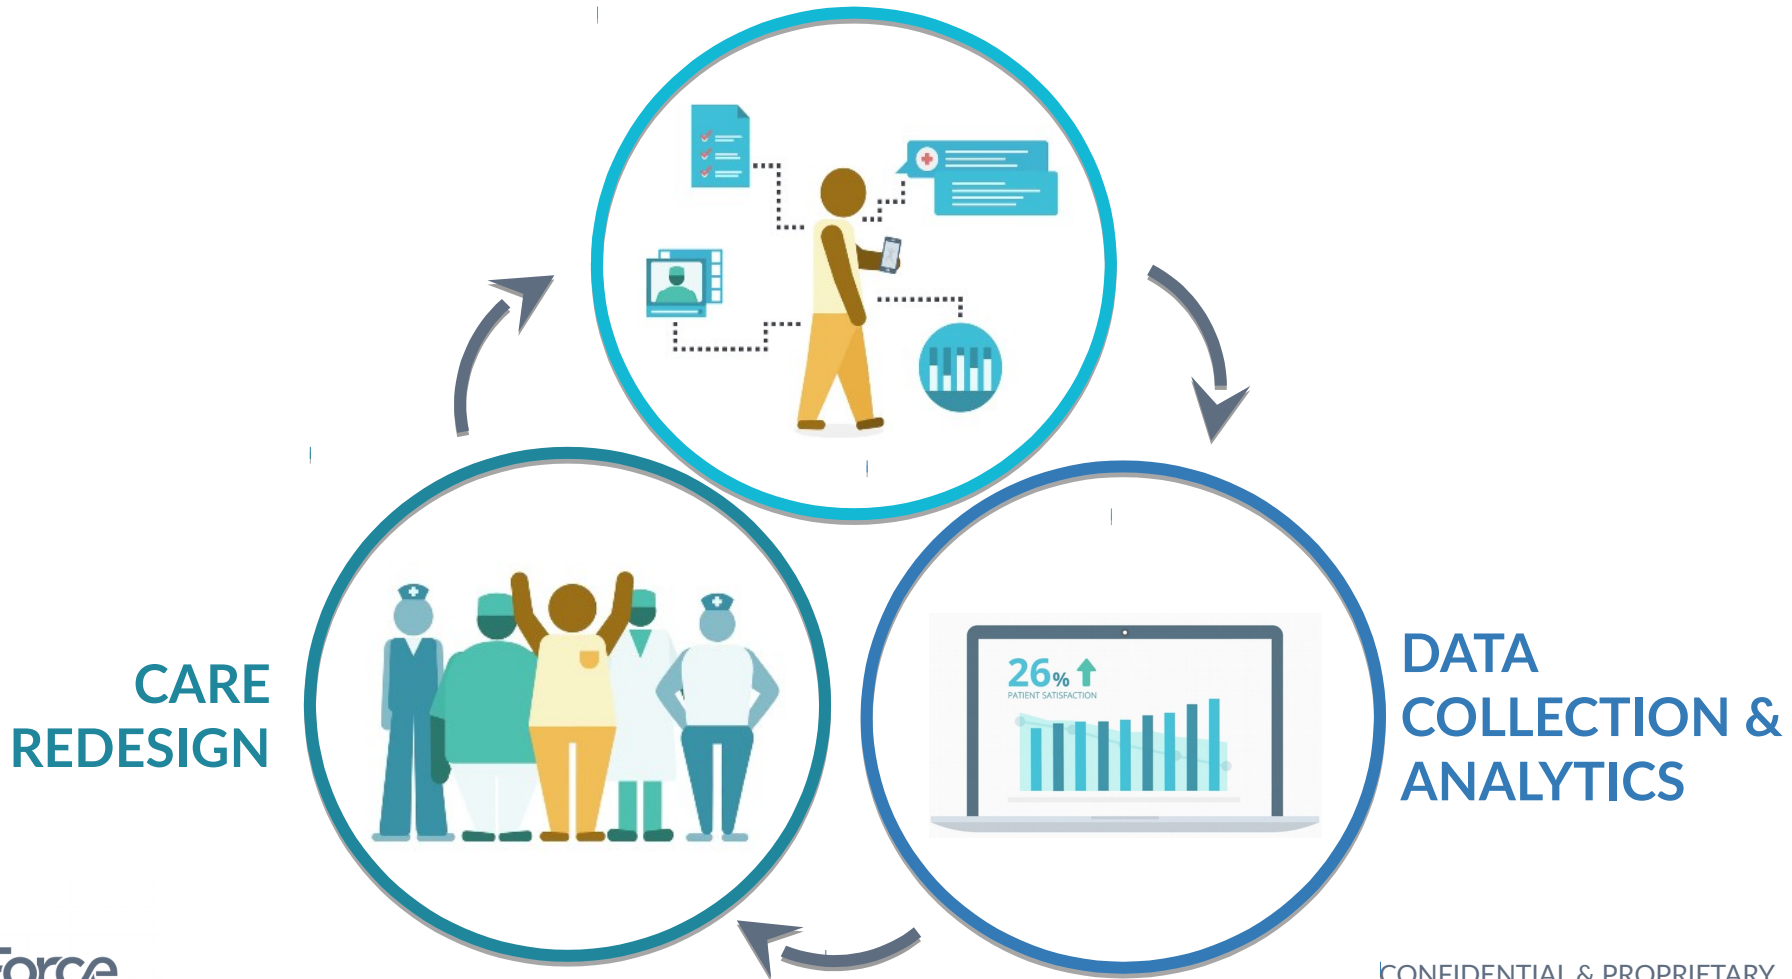 26% 
PATIENT SATISFACTION
CARE
REDESIGN
DATA
COLLECTION &
ANALYTICS
CONFIDENTIAL & PROPRIETARY